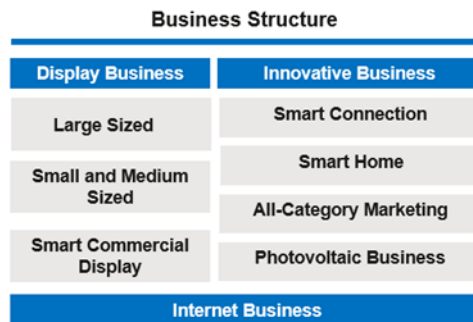 Business Structure
Display Business
Large Sized
Small and Medium
Sized
Smart Commercial
Display
Innovative Business
Smart Connection
Smart Home
All-Category Marketing
Photovoltaic Business
Internet Business